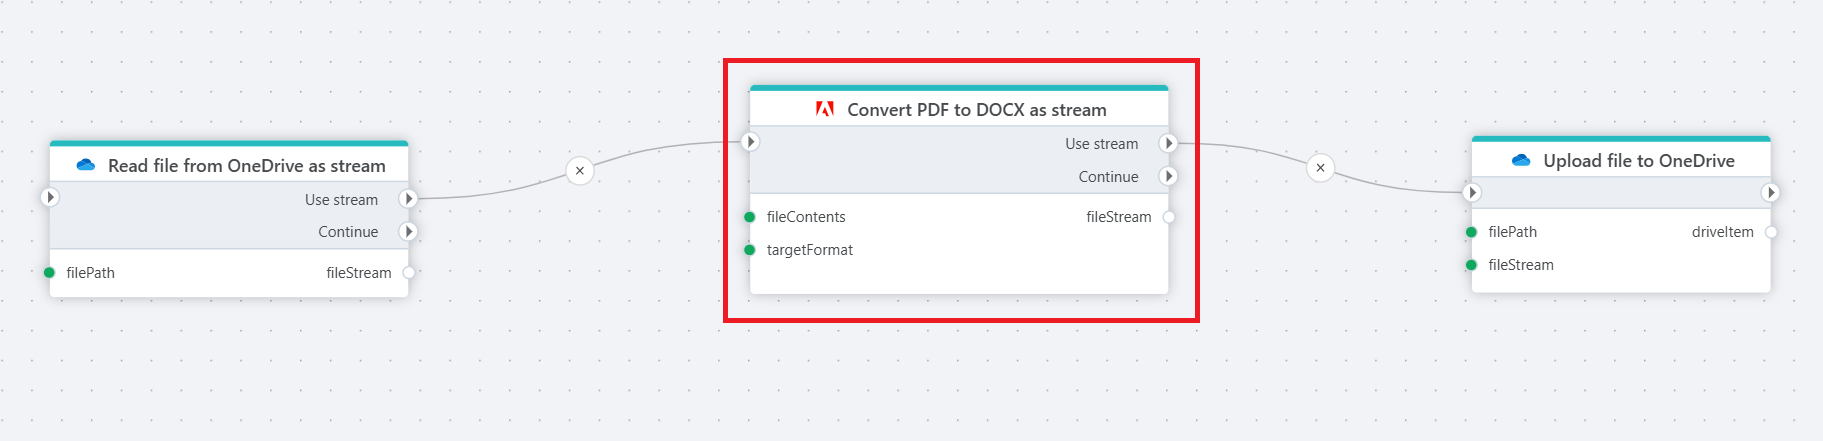 Read file from OneDrive as stream
Use stream
Continue
filePath
fileStream
Convert PDF to DOCX as stream
Use stream
Continue
fileContents
fileStream
targetFormat
Upload file to OneDrive
filePath
driveItem
fileStream